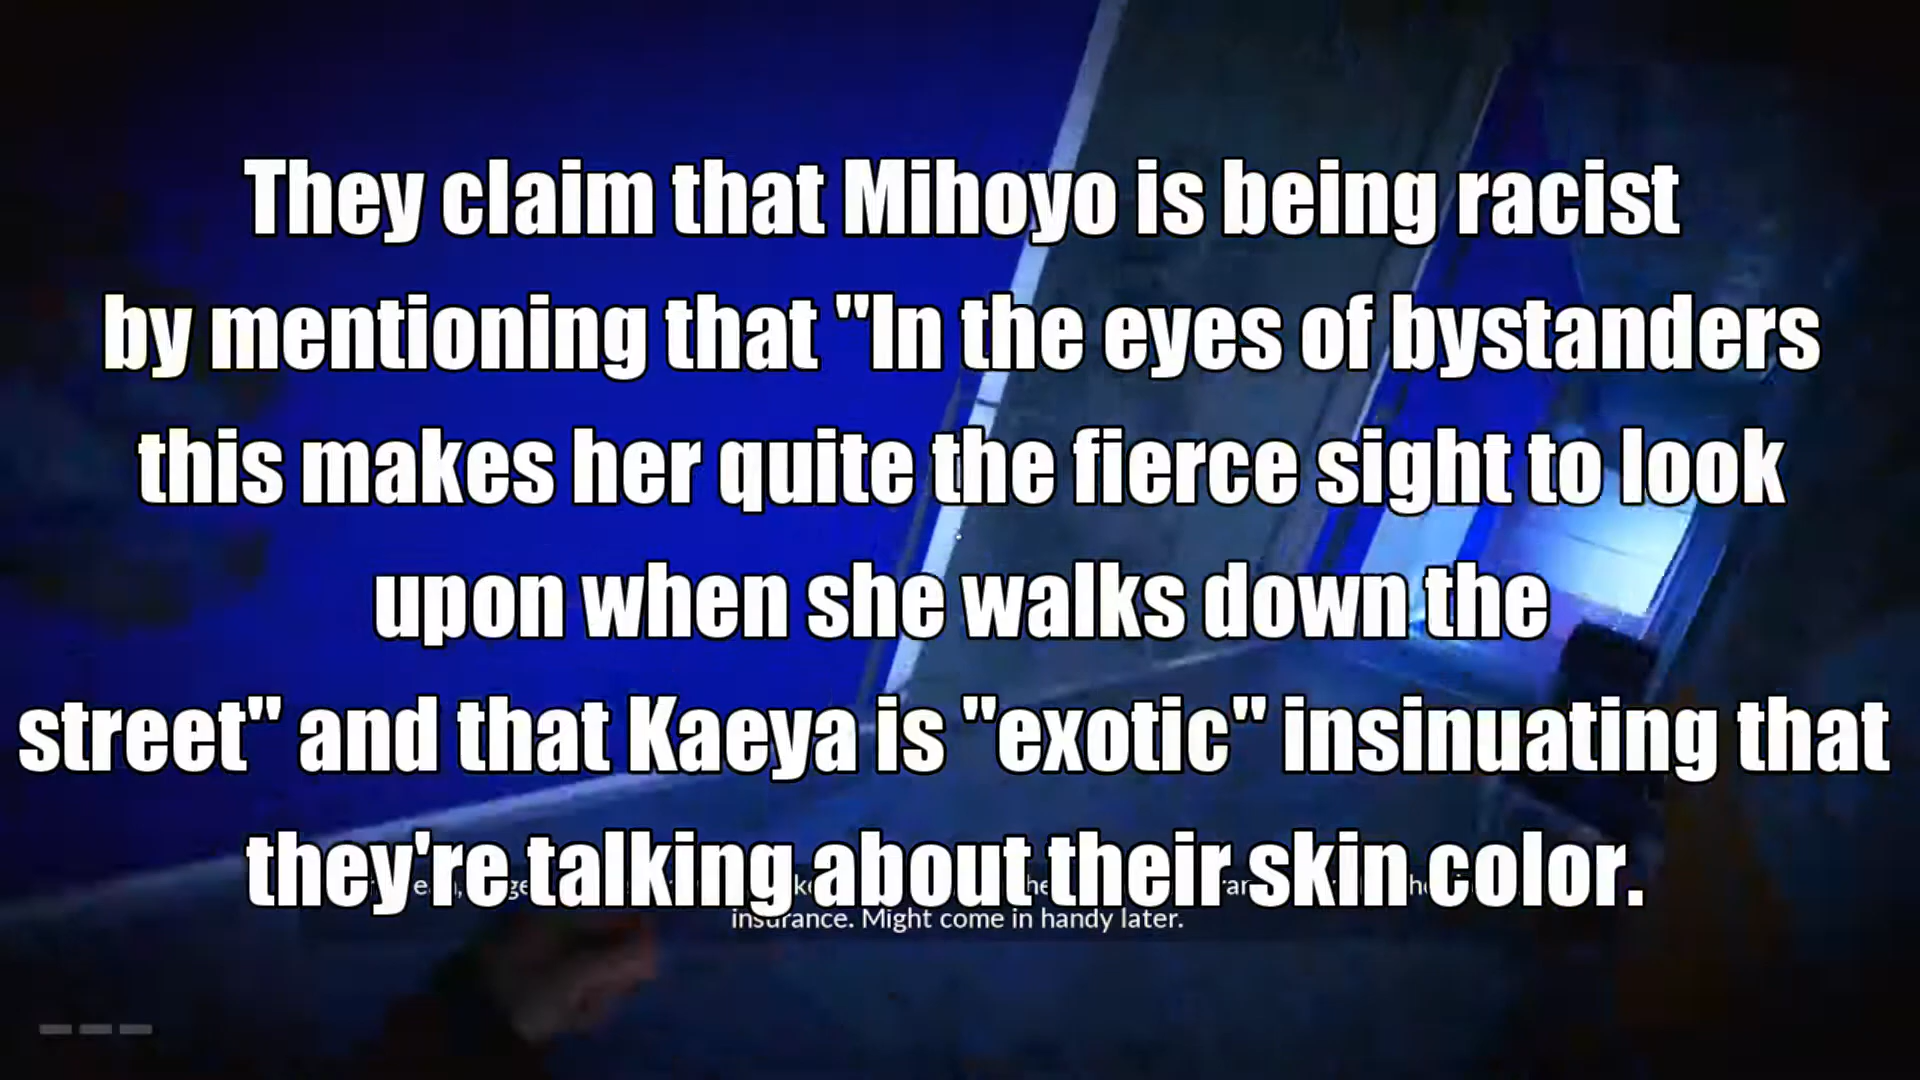 They claim that Mihoyo is being racist
by mentioning that "In the eyes of bystanders
this makes her quite the fierce sight to look
upon when she walks down the
street" and that Kaeya is "exotic" insinuating that
they're talking about their skin color.
insurance. Might come in handy later.